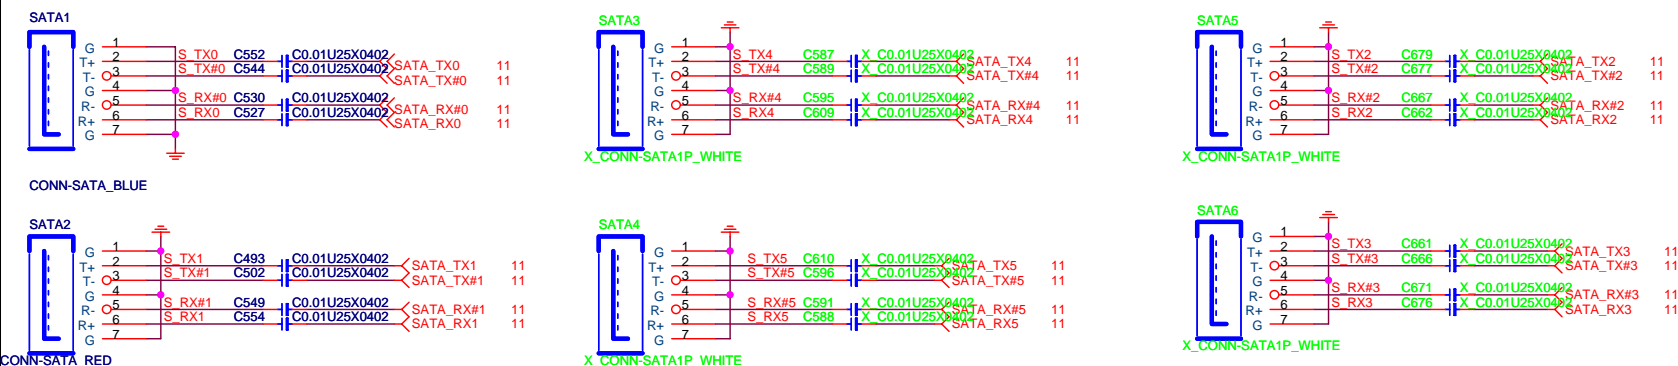 SATA1
G 1
T+ 2 S_TX0 C552 C0.01U25X0402 SATA_TX0 11
T- 3 S_TX#0 C544 C0.01U25X0402 SATA_TX#0 11
G 4
R- 5 S_RX#0 C530 C0.01U25X0402 SATA_RX#0 11
R+ 6 S_RX0 C527 C0.01U25X0402 SATA_RX0 11
G 7
CONN-SATA_BLUE
SATA3
G 1
T+ 2 S_TX4 C587 X_C0.01U25X0402 SATA_TX4 11
T- 3 S_TX#4 C589 X_C0.01U25X0402 SATA_TX#4 11
G 4
R- 5 S_RX#4 C595 X_C0.01U25X0402 SATA_RX#4 11
R+ 6 S_RX4 C609 X_C0.01U25X0402 SATA_RX4 11
G 7
X_CONN-SATA1P_WHITE
SATA5
G 1
T+ 2 S_TX2 C679 X_C0.01U25X0402 SATA_TX2 11
T- 3 S_TX#2 C677 X_C0.01U25X0402 SATA_TX#2 11
G 4
R- 5 S_RX#2 C667 X_C0.01U25X0402 SATA_RX#2 11
R+ 6 S_RX2 C662 X_C0.01U25X0402 SATA_RX2 11
G 7
X_CONN-SATA1P_WHITE
SATA2
G 1
T+ 2 S_TX1 C493 C0.01U25X0402 SATA_TX1 11
T- 3 S_TX#1 C502 C0.01U25X0402 SATA_TX#1 11
G 4
R- 5 S_RX#1 C549 C0.01U25X0402 SATA_RX#1 11
R+ 6 S_RX1 C554 C0.01U25X0402 SATA_RX1 11
G 7
CONN-SATA_RED
SATA4
G 1
T+ 2 S_TX5 C610 X_C0.01U25X0402 SATA_TX5 11
T- 3 S_TX#5 C596 X_C0.01U25X0402 SATA_TX#5 11
G 4
R- 5 S_RX#5 C591 X_C0.01U25X0402 SATA_RX#5 11
R+ 6 S_RX5 C588 X_C0.01U25X0402 SATA_RX5 11
G 7
X_CONN-SATA1P_WHITE
SATA6
G 1
T+ 2 S_TX3 C661 X_C0.01U25X0402 SATA_TX3 11
T- 3 S_TX#3 C666 X_C0.01U25X0402 SATA_TX#3 11
G 4
R- 5 S_RX#3 C671 X_C0.01U25X0402 SATA_RX#3 11
R+ 6 S_RX3 C676 X_C0.01U25X0402 SATA_RX3 11
G 7
X_CONN-SATA1P_WHITE